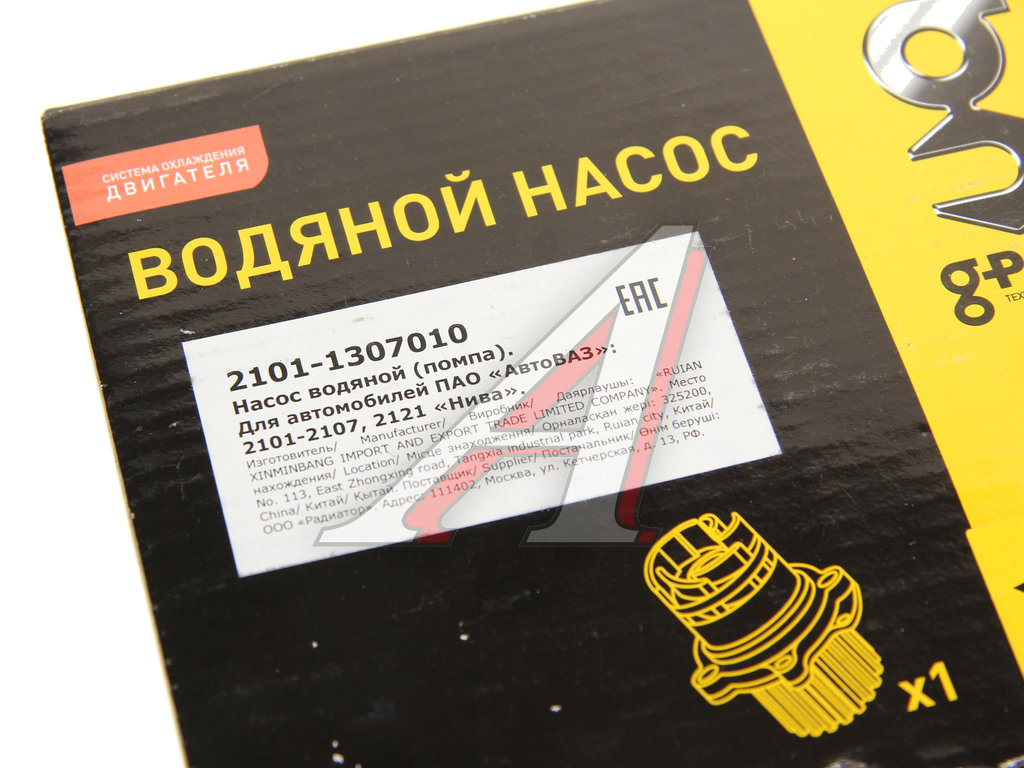 СИСТЕМА ОХЛАЖДЕНИЯ
ДВИГАТЕЛЯ
ВОДЯНОЙ НАСОС
EAC
2101-1307010
Насос водяной (помпа).
Для автомобилей ПАО «АвтоВАЗ»:
2101-2107, 2121 «Нива».
Изготовитель/ Manufacturer/ Виробник/ Даярлаушы: «RUIAN
XINMINBANG IMPORT AND EXPORT TRADE LIMITED COMPANY». Место
нахождения/ Location/ Місце знаходження/ Орналасқан жері: 325200,
No. 113, East Zhongxing road, Tangxia industrial park, Ruian city, Китай/
China/ Китай/ Қытай. Поставщик/ Supplier/ Постачальник/ Өнім беруші:
ООО «Радиатор». Адрес: 111402, Москва, ул. Кетчерская, д. 13, РФ.
x1